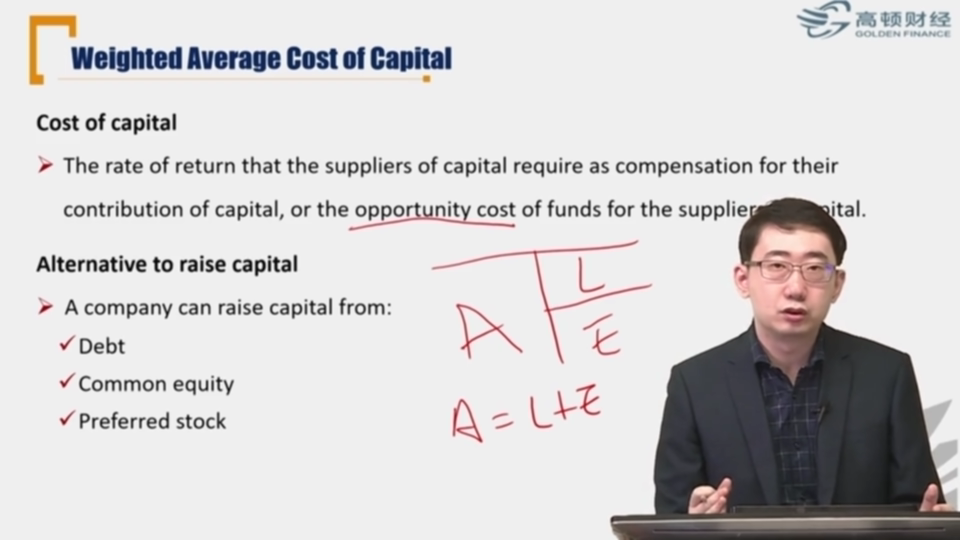 高顿财经
GOLDEN FINANCE
Weighted Average Cost of Capital
Cost of capital
The rate of return that the suppliers of capital require as compensation for their
contribution of capital, or the opportunity cost of funds for the supplier
Alternative to raise capital
A company can raise capital from:
Debt
Common equity
Preferred stock
L
A
E
A = L+E